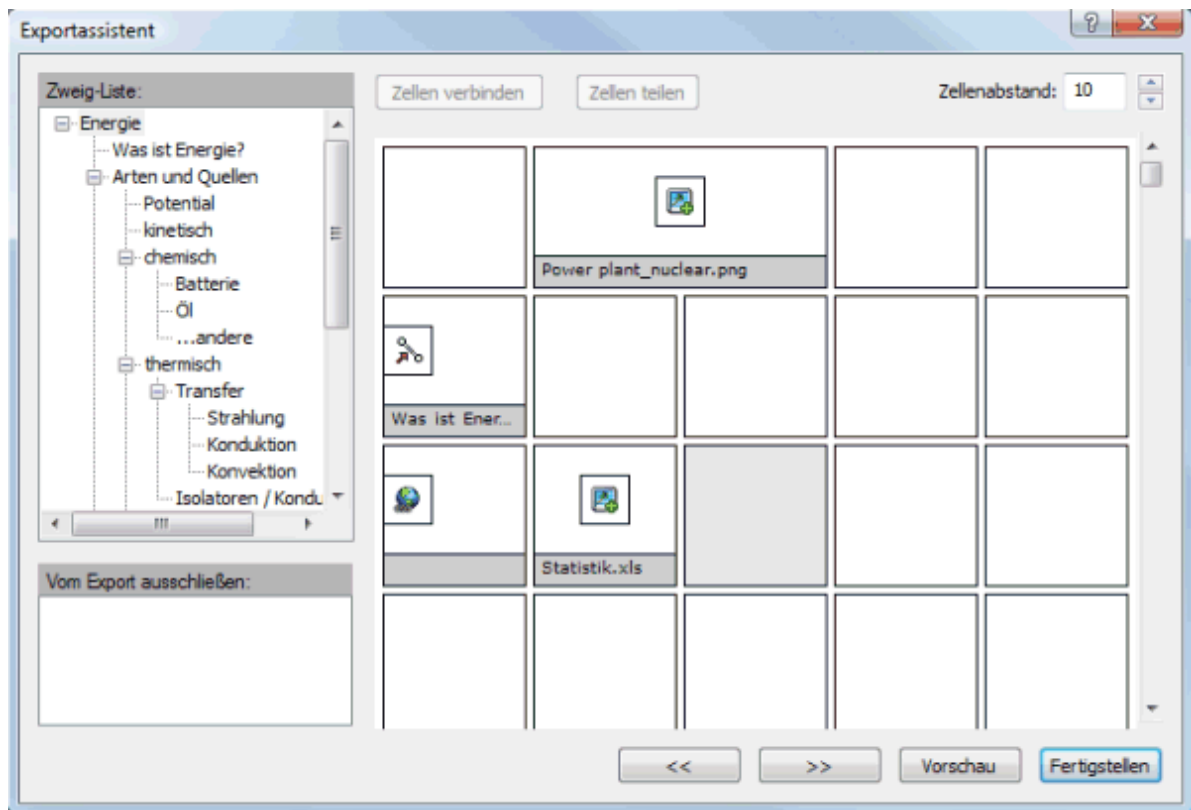 Exportassistent
Zweig-Liste:
Energie
Was ist Energie?
Arten und Quellen
Potential
kinetisch
chemisch
Batterie
Öl
...andere
thermisch
Transfer
Strahlung
Konduktion
Konvektion
Isolatoren / Kondu
Vom Export ausschließen:
Zellen verbinden
Zellen teilen
Zellenabstand: 10
Power plant_nuclear.png
Was ist Ener...
Statistik.xls
<<
>>
Vorschau
Fertigstellen